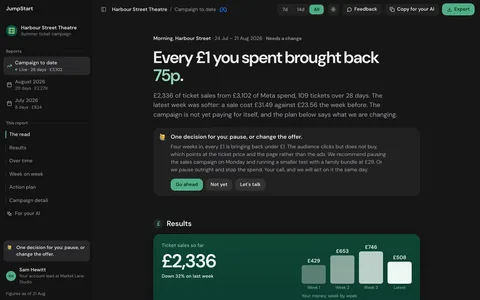 JumpStart
Harbour Street Theatre
Summer ticket campaign
Reports
Campaign to date
Live · 28 days · £3,102
August 2026
20 days · £2,278
July 2026
8 days · £824
This report
The read
Results
Over time
Week on week
Action plan
Campaign detail
For your AI
One decision for you: pause, or change the offer.
Sam Hewitt
Your account lead at Market Lane Studio
Figures as of 21 Aug
Harbour Street Theatre / Campaign to date
7d
14d
All
Feedback
Copy for your AI
Export
Morning, Harbour Street · 24 Jul – 21 Aug 2026 · Needs a change
Every £1 you spent brought back
75p.
£2,336 of ticket sales from £3,102 of Meta spend, 109 tickets over 28 days. The
latest week was softer: a sale cost £31.49 against £23.56 the week before. The
campaign is not yet paying for itself, and the plan below says what we are changing.
One decision for you: pause, or change the offer.
Four weeks in, every £1 is bringing back under £1. The audience clicks but does not buy,
which points at the ticket price and the page rather than the ads. We recommend pausing
the sales campaign on Monday and running a smaller test with a family bundle at £28. Or
we pause outright and stop the spend. Your call, and we will act on it the same day.
Go ahead
Not yet
Let's talk
£ Results
Ticket sales so far
£2,336
Down 32% on last week
£429
£653
£746
£508
Week 1
Week 2
Week 3
Latest
Your money week by week.